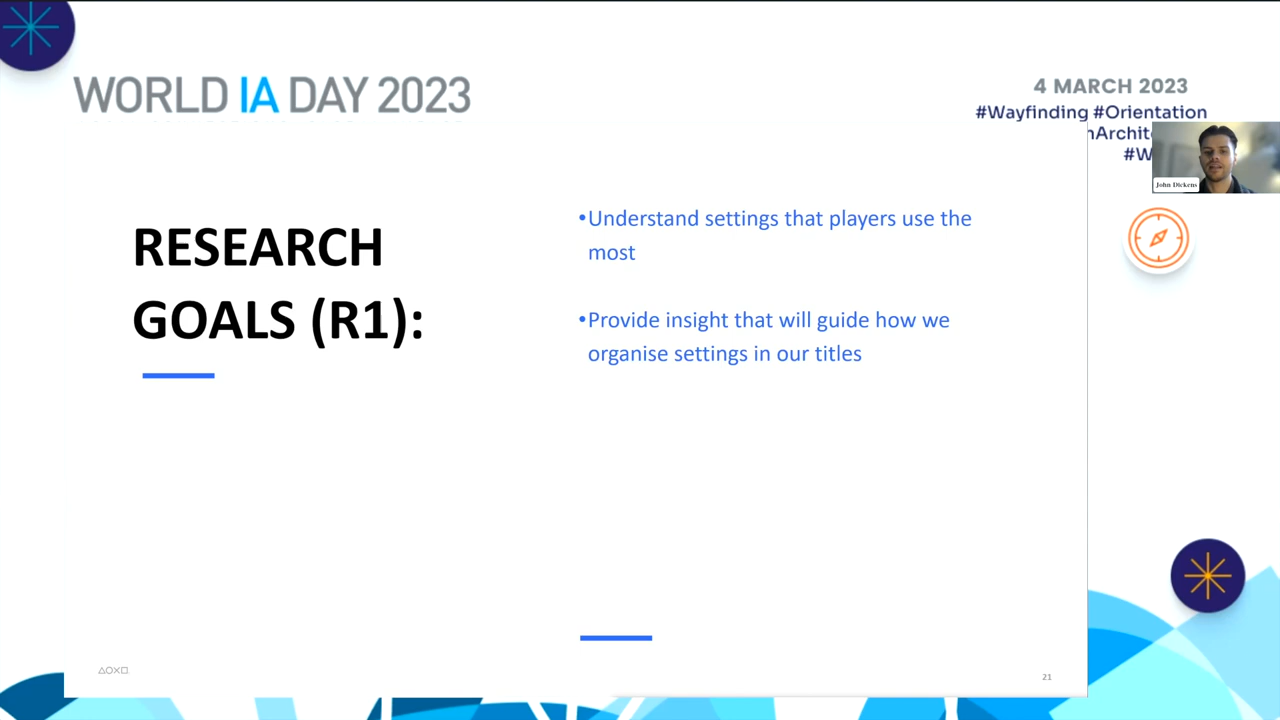 WORLD IA DAY 2023
4 MARCH 2023
#Wayfinding #Orientation
#W
John Dickens
RESEARCH
GOALS (R1):
•Understand settings that players use the
most
•Provide insight that will guide how we
organise settings in our titles
21